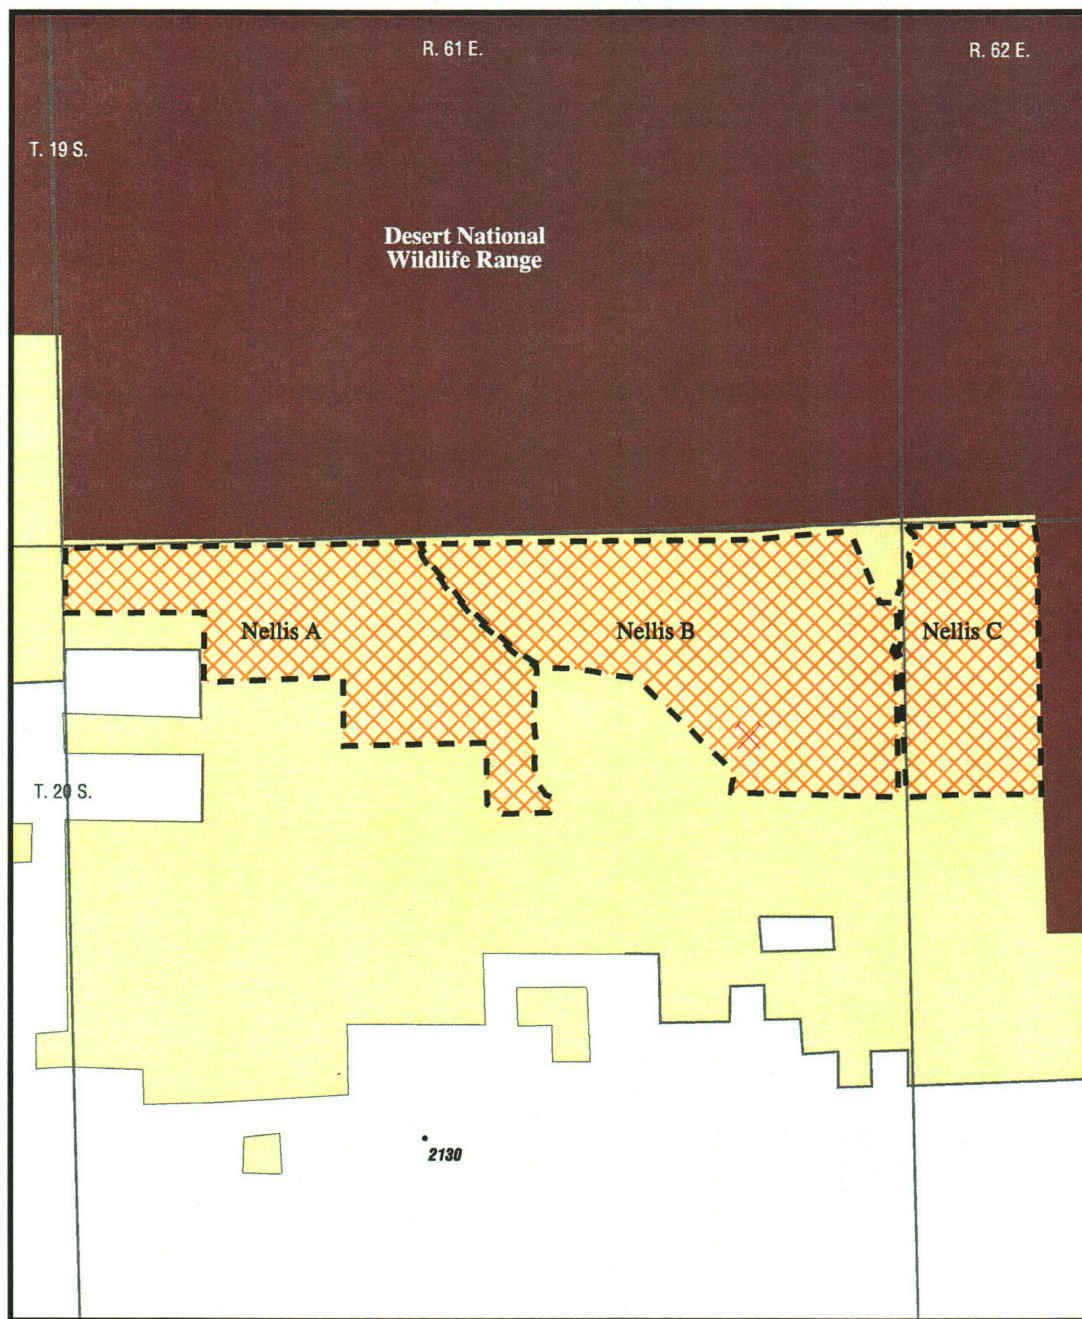 R. 61 E.
R. 62 E.
T. 19 S.
Desert National
Wildlife Range
Nellis A
Nellis B
Nellis C
T. 20 S.
2130